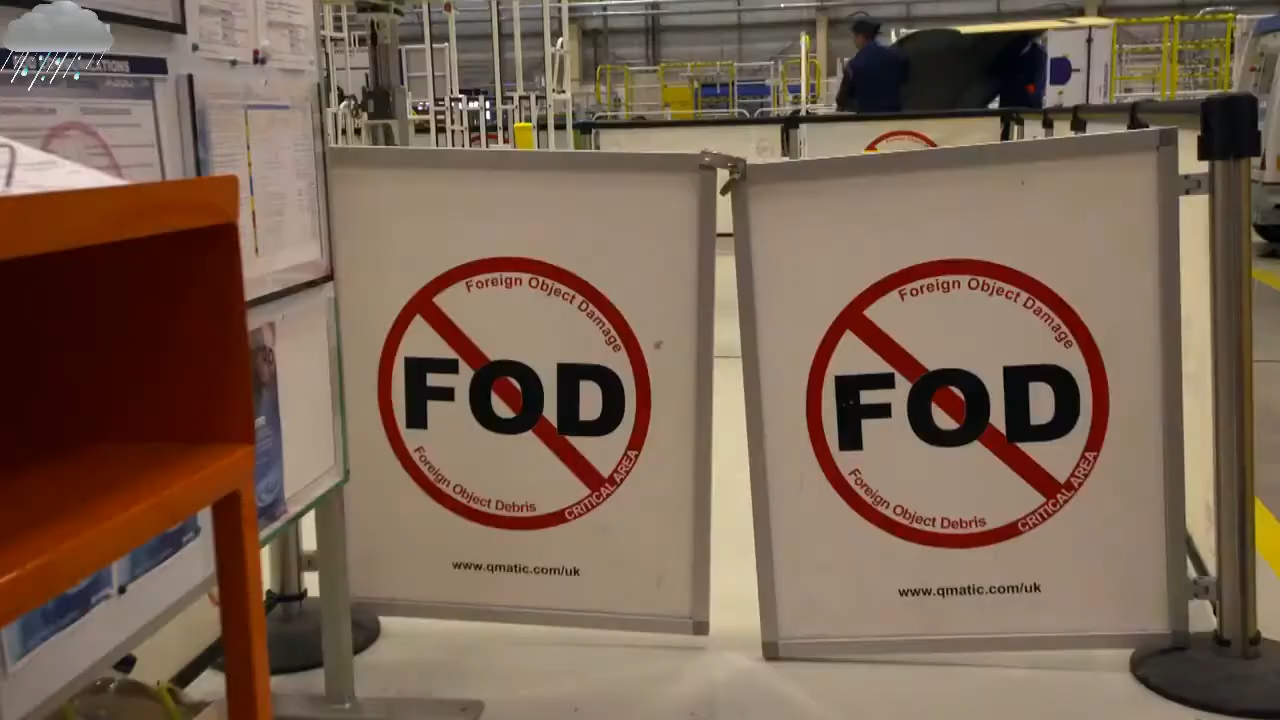 Foreign Object Damage
FOD
Foreign Object Debris
CRITICAL AREA
www.qmatic.com/uk
Foreign Object Damage
FOD
Foreign Object Debris
CRITICAL AREA
www.qmatic.com/uk